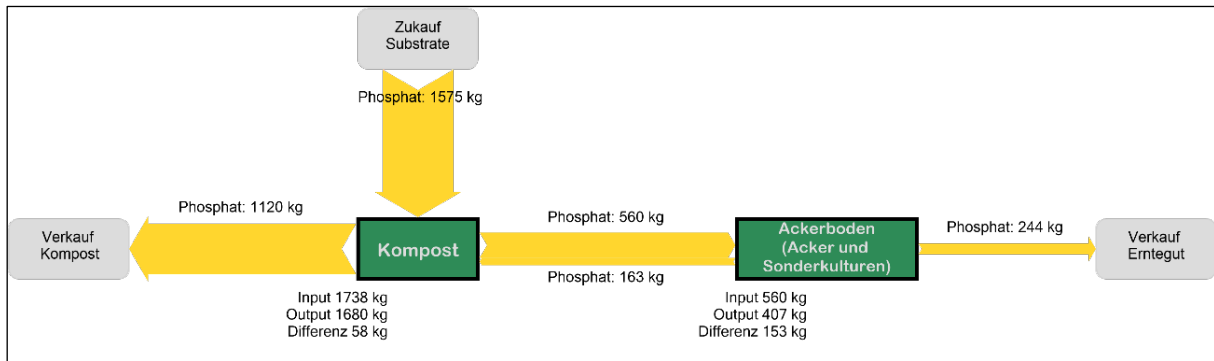 Zukauf
Substrate
Phosphat: 1575 kg
Phosphat: 1120 kg
Verkauf
Kompost
Kompost
Input 1738 kg
Output 1680 kg
Differenz 58 kg
Phosphat: 560 kg
Phosphat: 163 kg
Ackerboden
(Acker und
Sonderkulturen)
Input 560 kg
Output 407 kg
Differenz 153 kg
Phosphat: 244 kg
Verkauf
Erntegut